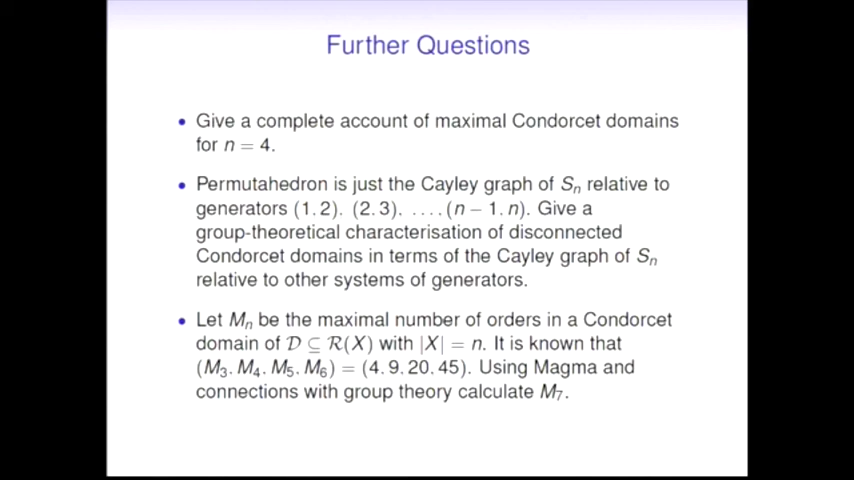 Further Questions
• Give a complete account of maximal Condorcet domains
for n = 4.
• Permutahedron is just the Cayley graph of Sn relative to
generators (1.2). (2.3). .... (n − 1.n). Give a
group-theoretical characterisation of disconnected
Condorcet domains in terms of the Cayley graph of Sn
relative to other systems of generators.
• Let Mn be the maximal number of orders in a Condorcet
domain of D ⊆ R(X) with |X| = n. It is known that
(M3. M4. M5. M6) = (4. 9. 20. 45). Using Magma and
connections with group theory calculate M7.